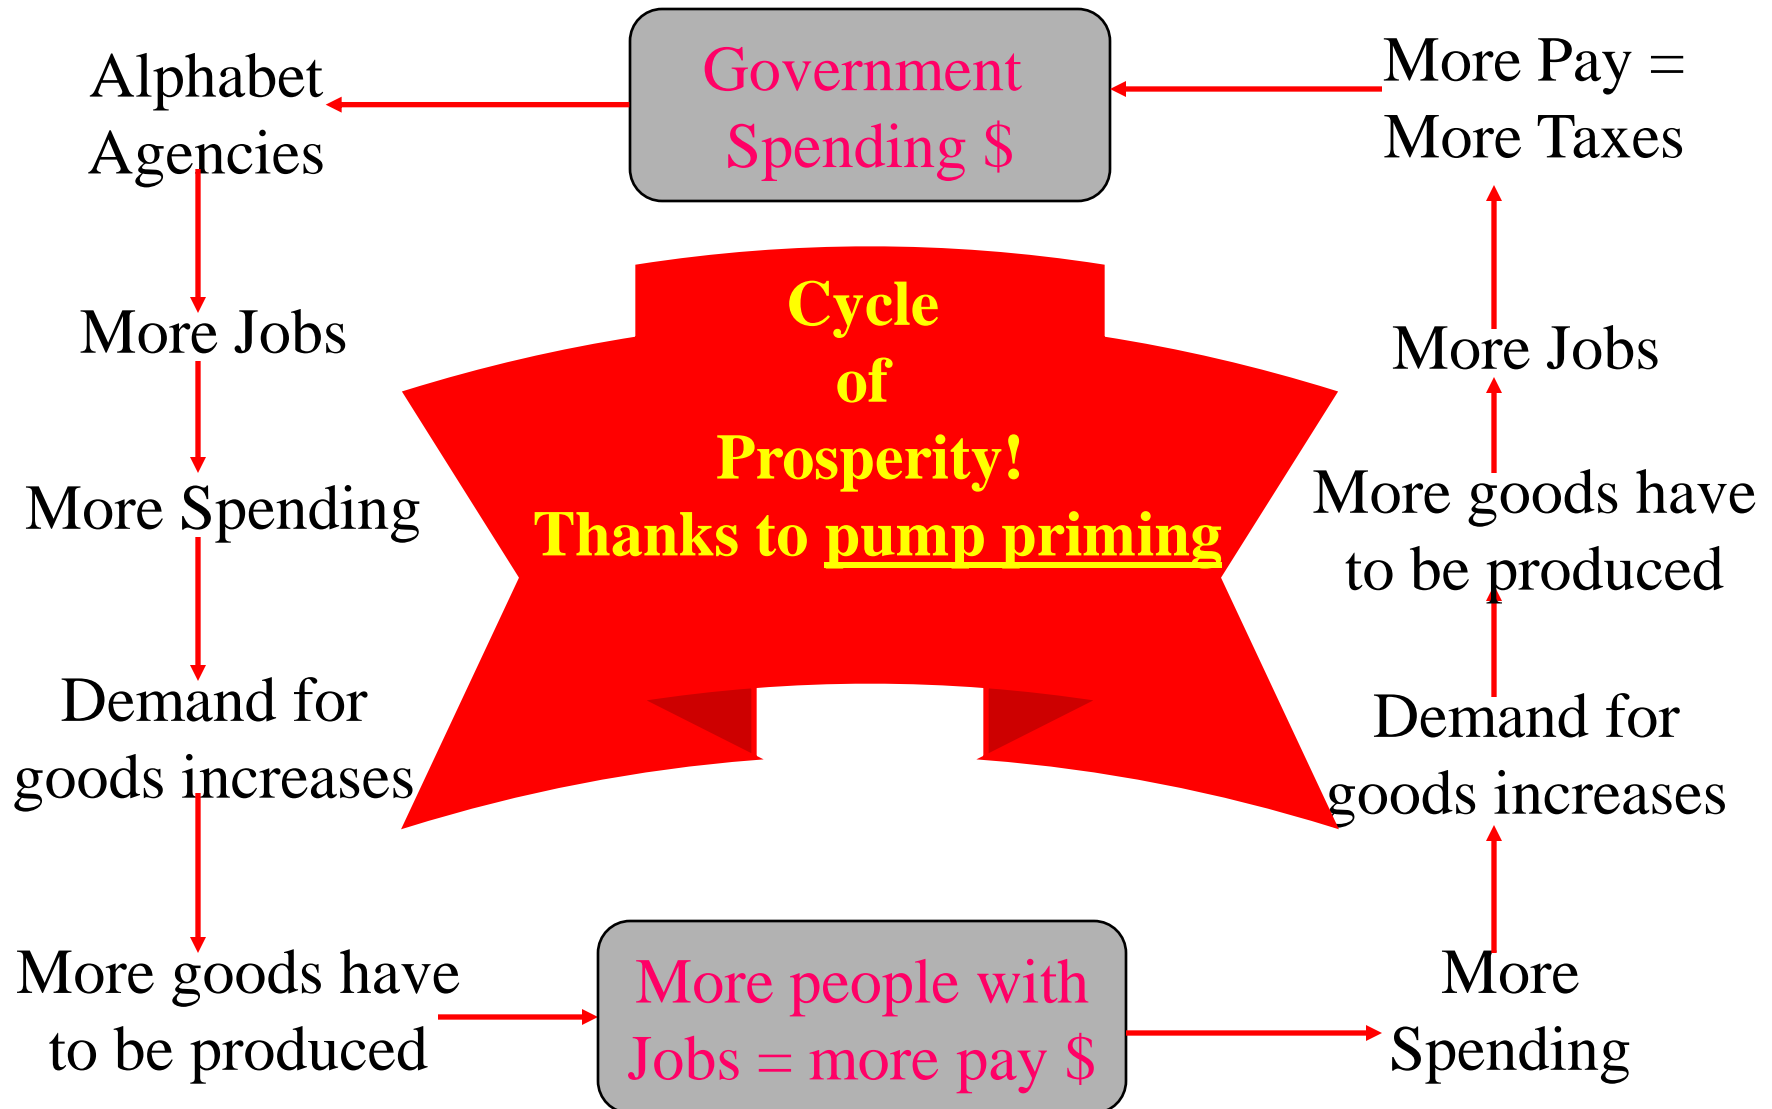 Alphabet
Agencies
Government
Spending $
More Pay =
More Taxes
More Jobs
More Spending
Demand for
goods increases
More goods have
to be produced
Cycle
of
Prosperity!
Thanks to pump priming
More Jobs
More goods have
to be produced
Demand for
goods increases
More
Spending
More people with
Jobs = more pay $